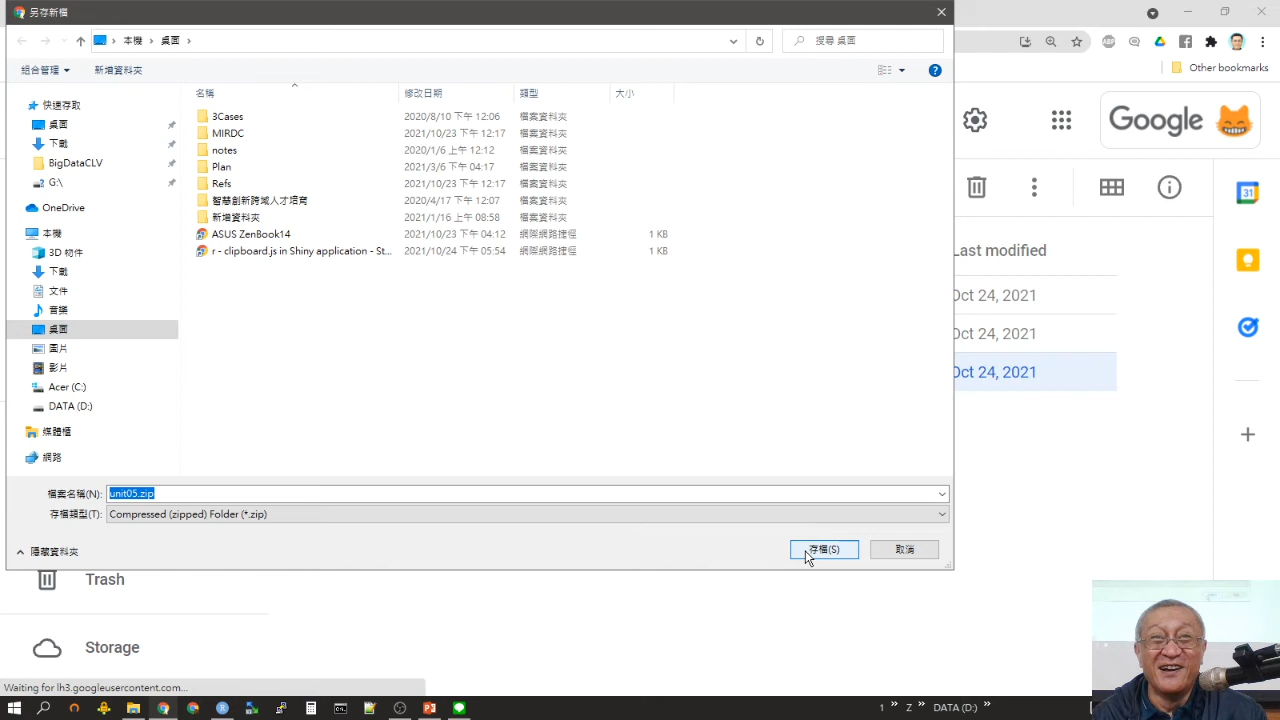 另存新檔
本機 › 桌面 ›
搜尋 桌面
Other bookmarks
組合管理
新增資料夾
Google
名稱 修改日期 類型 大小
快速存取
桌面
下載
BigDataCLV
G:\
OneDrive
本機
3D 物件
下載
文件
音樂
桌面
圖片
影片
Acer (C:)
DATA (D:)
媒體櫃
網路
3Cases 2020/8/10 下午 12:06 檔案資料夾
MIRDC 2021/10/23 下午 12:17 檔案資料夾
notes 2020/1/6 上午 12:12 檔案資料夾
Plan 2021/3/6 下午 04:17 檔案資料夾
Refs 2021/10/23 下午 12:17 檔案資料夾
智慧創新跨域人才培育 2020/4/17 下午 12:07 檔案資料夾
新增資料夾 2021/1/16 上午 08:58 檔案資料夾
ASUS ZenBook14 2021/10/23 下午 04:12 網際網路捷徑 1 KB
r - clipboard.js in Shiny application - St... 2021/10/24 下午 05:54 網際網路捷徑 1 KB
Last modified
Oct 24, 2021
Oct 24, 2021
Oct 24, 2021
31
檔案名稱(N): unit05.zip
存檔類型(T): Compressed (zipped) Folder (*.zip)
隱藏資料夾
存檔(S)
取消
Trash
Storage
Waiting for lh3.googleusercontent.com...
1 » Z » DATA (D:) »